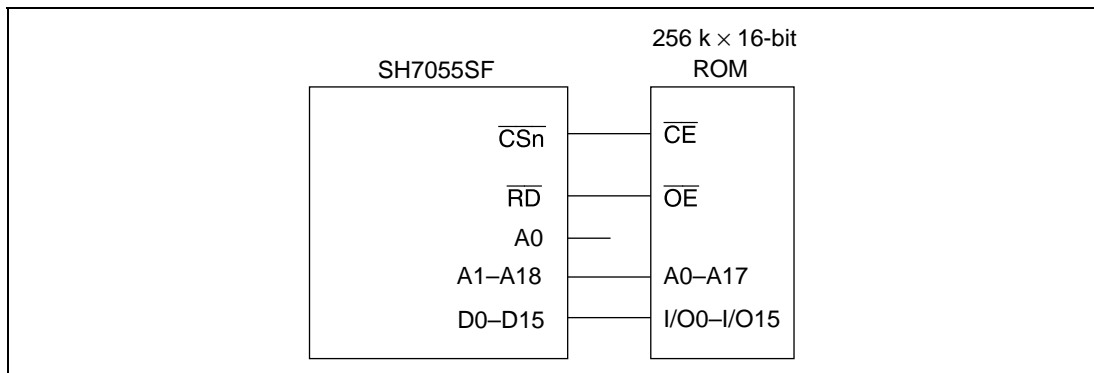 256 k × 16-bit
SH7055SF ROM
CSn CE
RD OE
A0
A1–A18 A0–A17
D0–D15 I/O0–I/O15